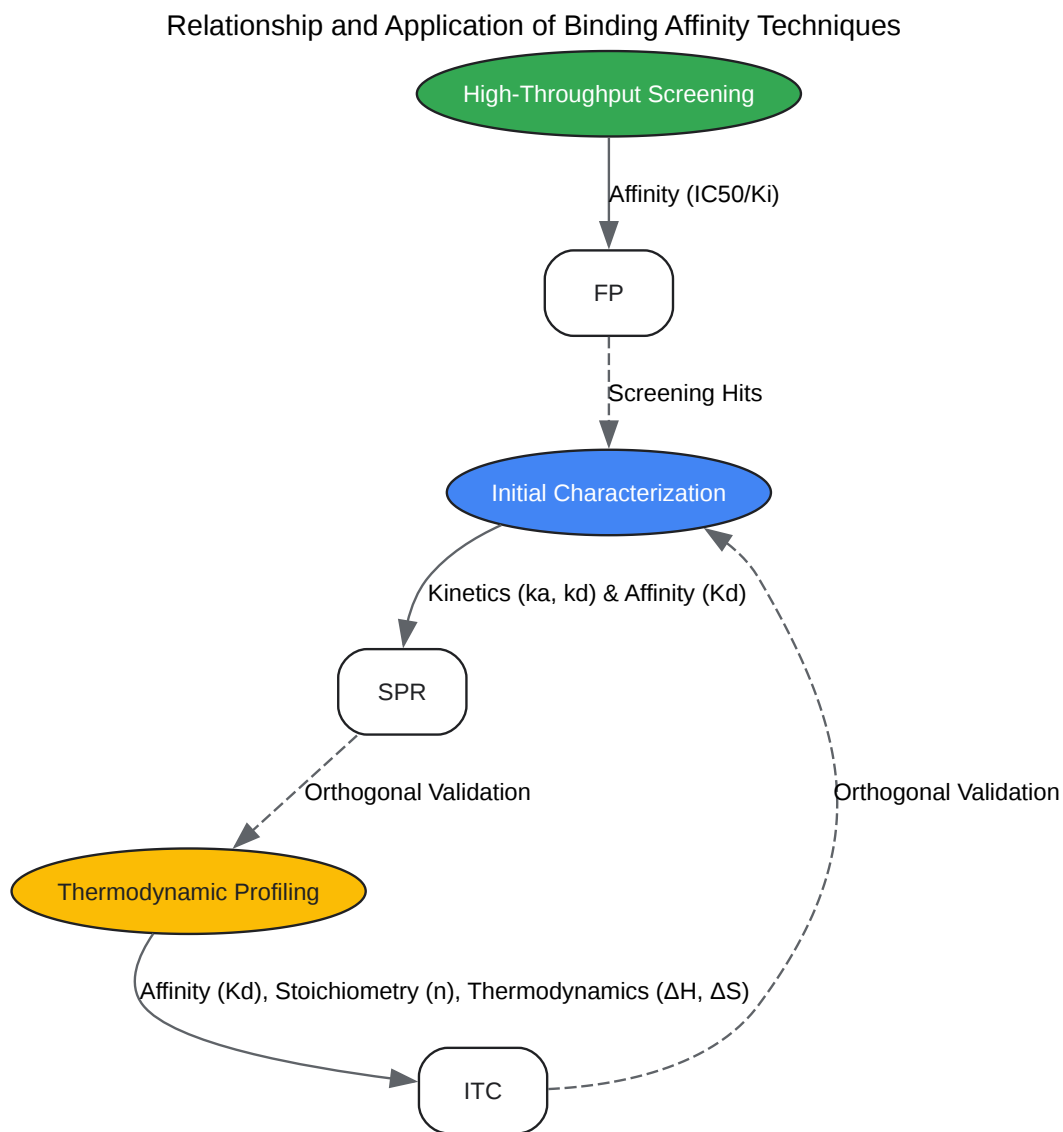 Relationship and Application of Binding Affinity Techniques
High-Throughput Screening
Affinity (IC50/Ki)
FP
Screening Hits
Initial Characterization
Kinetics (ka, kd) & Affinity (Kd)
SPR
Orthogonal Validation
Orthogonal Validation
Thermodynamic Profiling
Affinity (Kd), Stoichiometry (n), Thermodynamics (ΔH, ΔS)
ITC